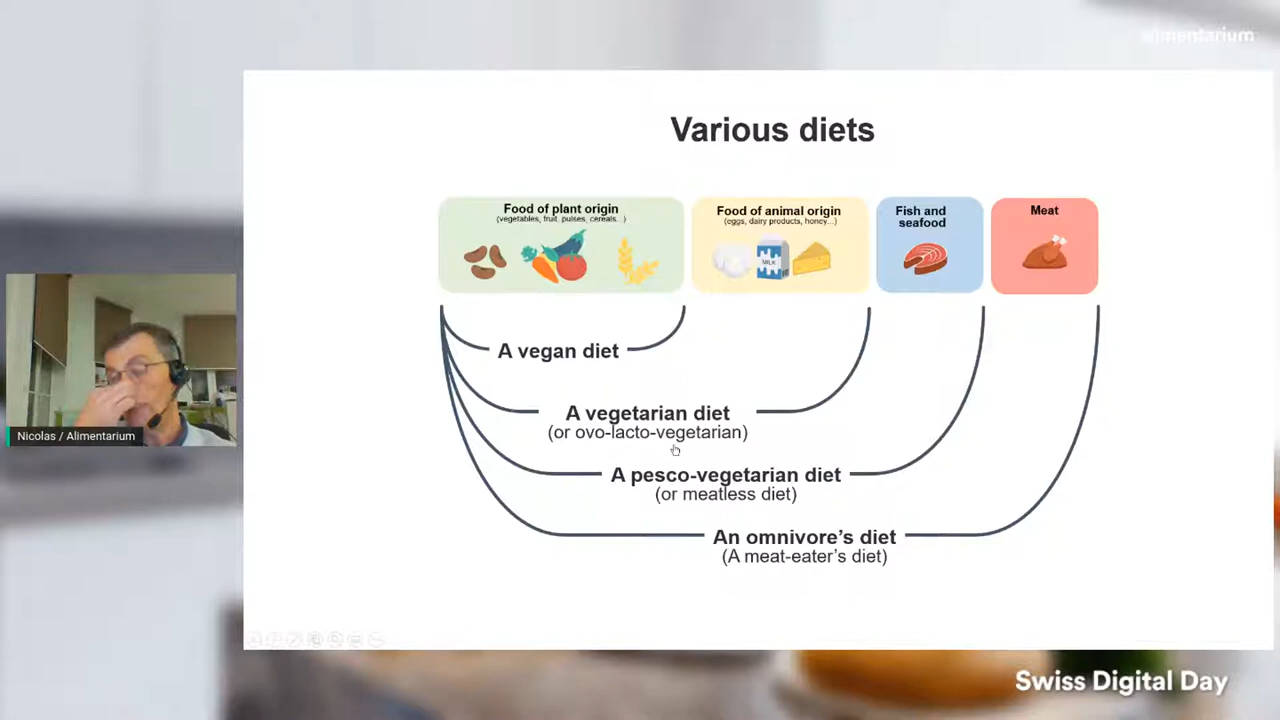 alimentarium
Various diets
Food of plant origin
(vegetables, fruit, pulses, cereals...)
Food of animal origin
(eggs, dairy products, honey...)
Fish and
seafood
Meat
MILK
A vegan diet
A vegetarian diet
(or ovo-lacto-vegetarian)
A pesco-vegetarian diet
(or meatless diet)
An omnivore's diet
(A meat-eater's diet)
Nicolas / Alimentarium
Swiss Digital Day